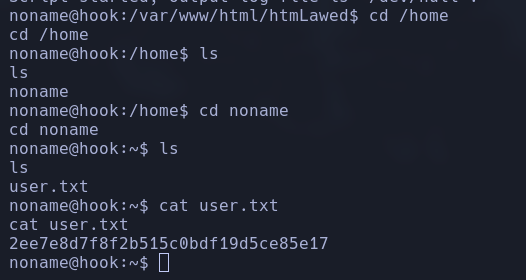 noname@hook:/var/www/html/htmLawed$ cd /home
cd /home
noname@hook:/home$ ls
ls
noname
noname@hook:/home$ cd noname
cd noname
noname@hook:~$ ls
ls
user.txt
noname@hook:~$ cat user.txt
cat user.txt
2ee7e8d7f8f2b515c0bdf19d5ce85e17
noname@hook:~$